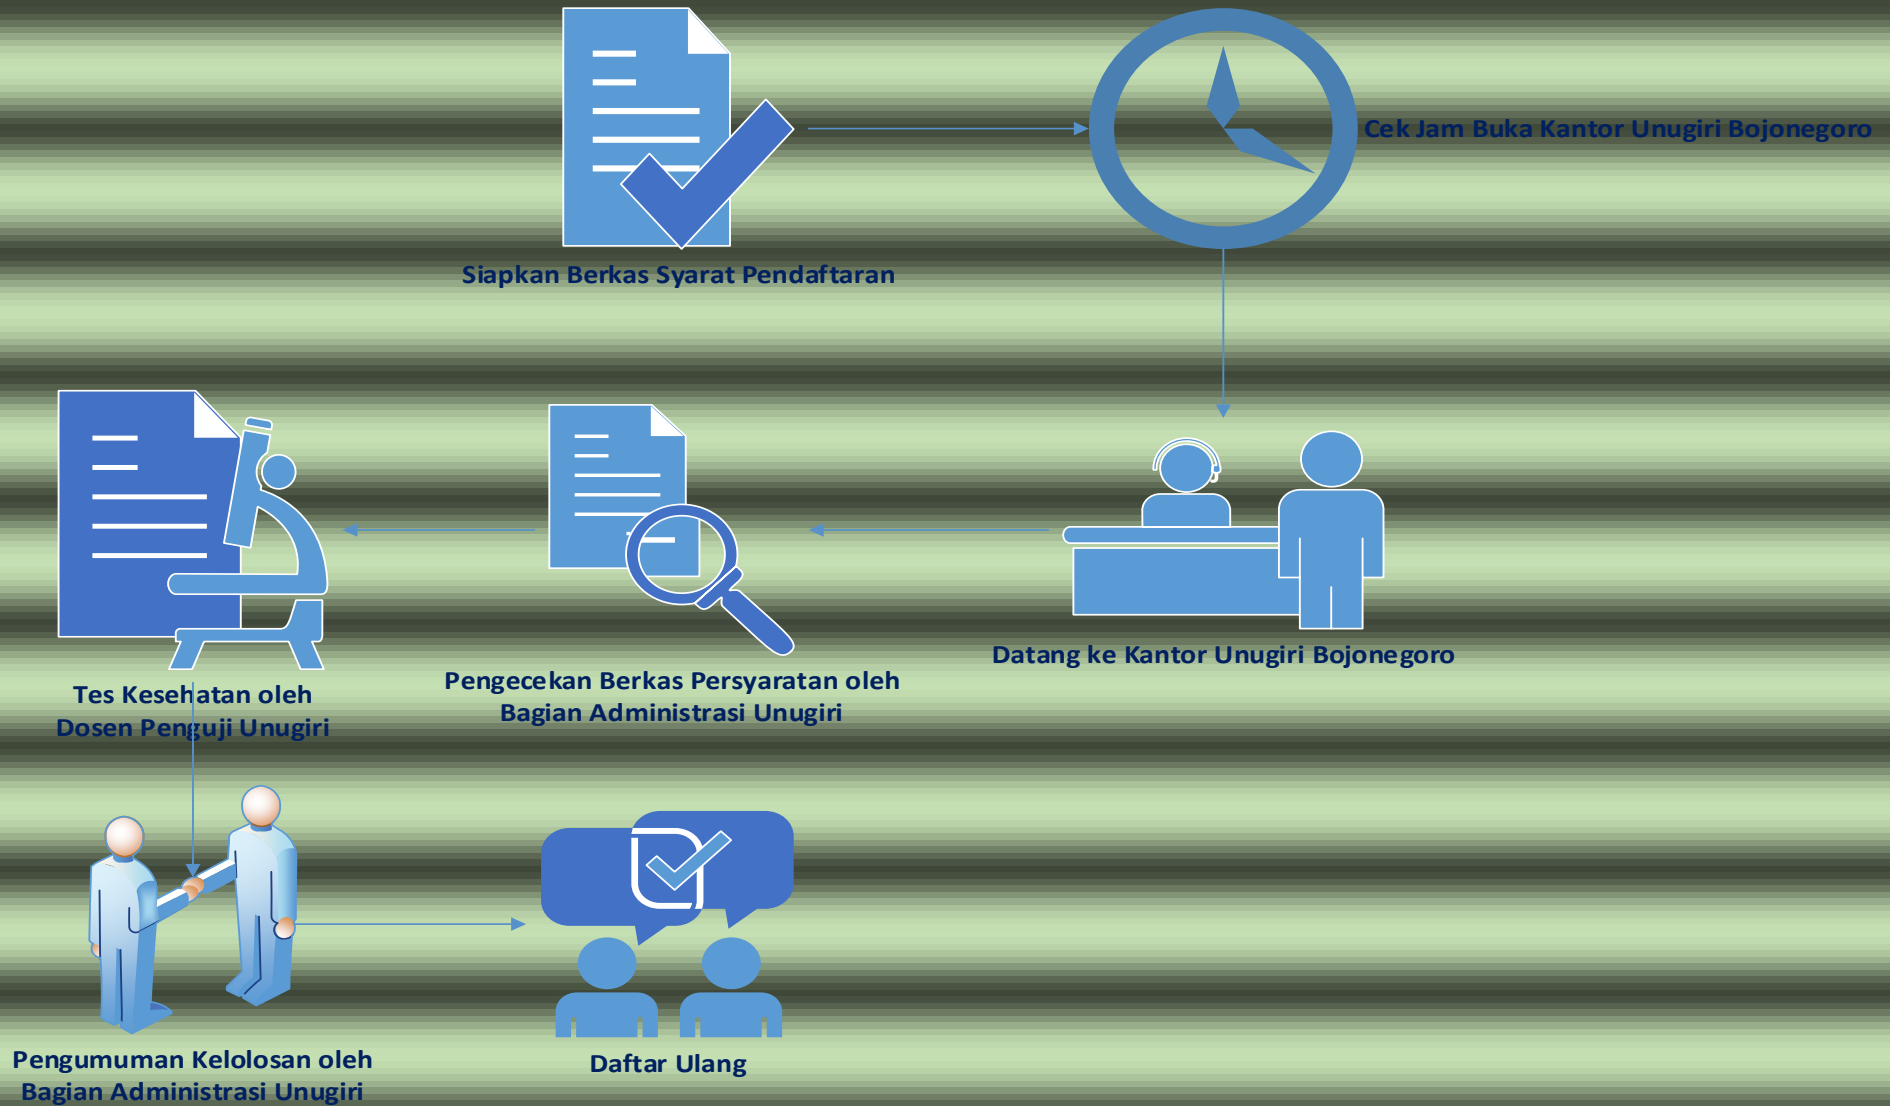 Cek Jam Buka Kantor Unugiri Bojonegoro
Siapkan Berkas Syarat Pendaftaran
Datang ke Kantor Unugiri Bojonegoro
Pengecekan Berkas Persyaratan oleh
Bagian Administrasi Unugiri
Tes Kesehatan oleh
Dosen Penguji Unugiri
Pengumuman Kelolosan oleh
Bagian Administrasi Unugiri
Daftar Ulang